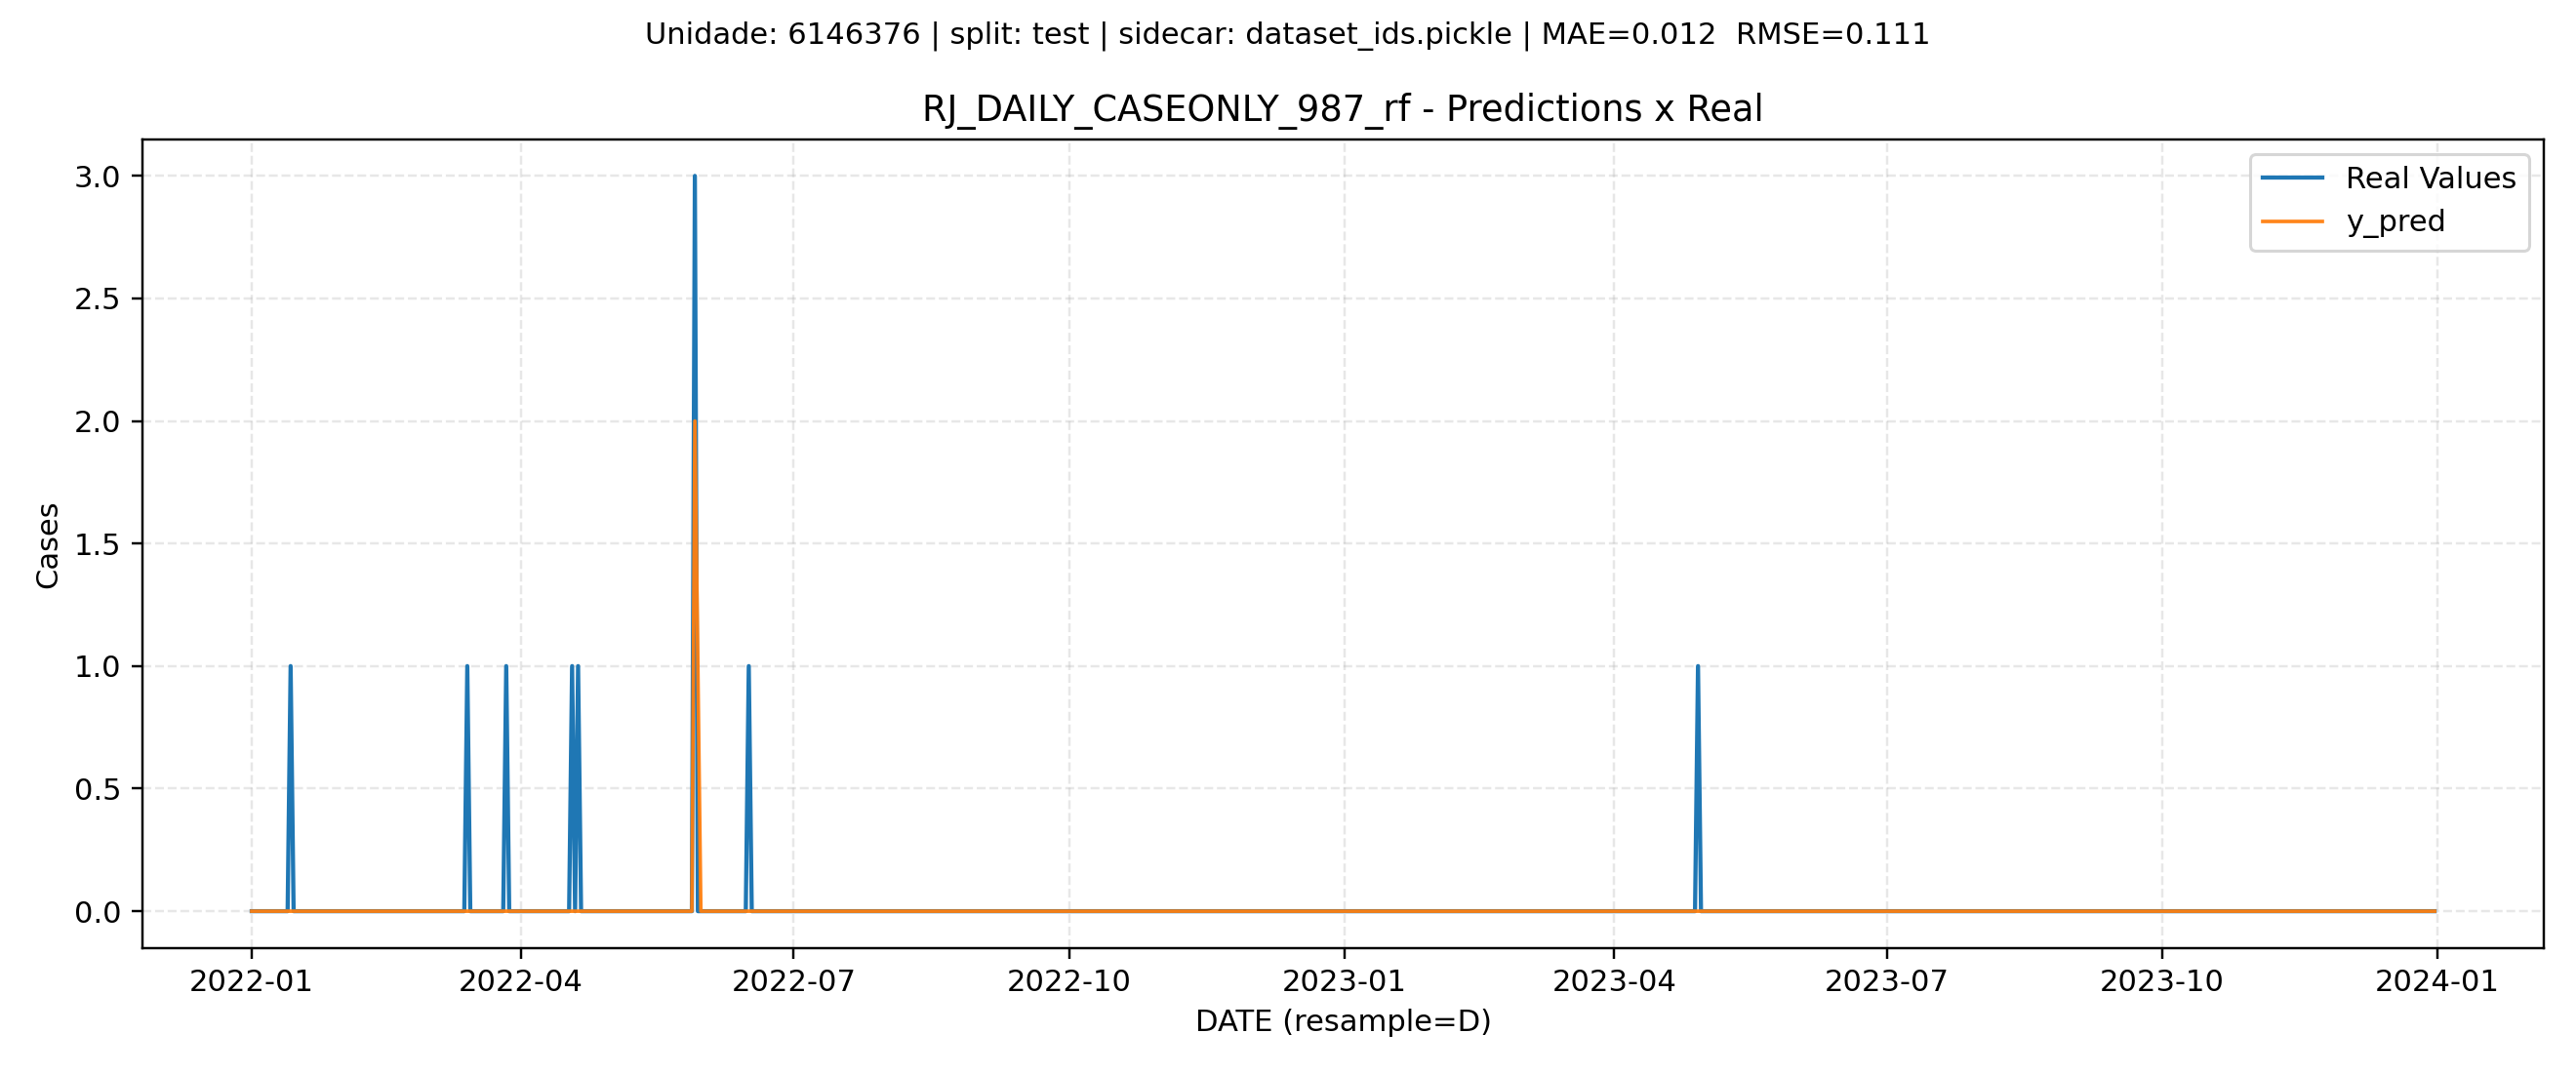 Unidade: 6146376 | split: test | sidecar: dataset_ids.pickle | MAE=0.012  RMSE=0.111
RJ_DAILY_CASEONLY_987_rf - Predictions x Real
Real Values
y_pred
Cases
3.0
2.5
2.0
1.5
1.0
0.5
0.0
2022-01 2022-04 2022-07 2022-10 2023-01 2023-04 2023-07 2023-10 2024-01
DATE (resample=D)